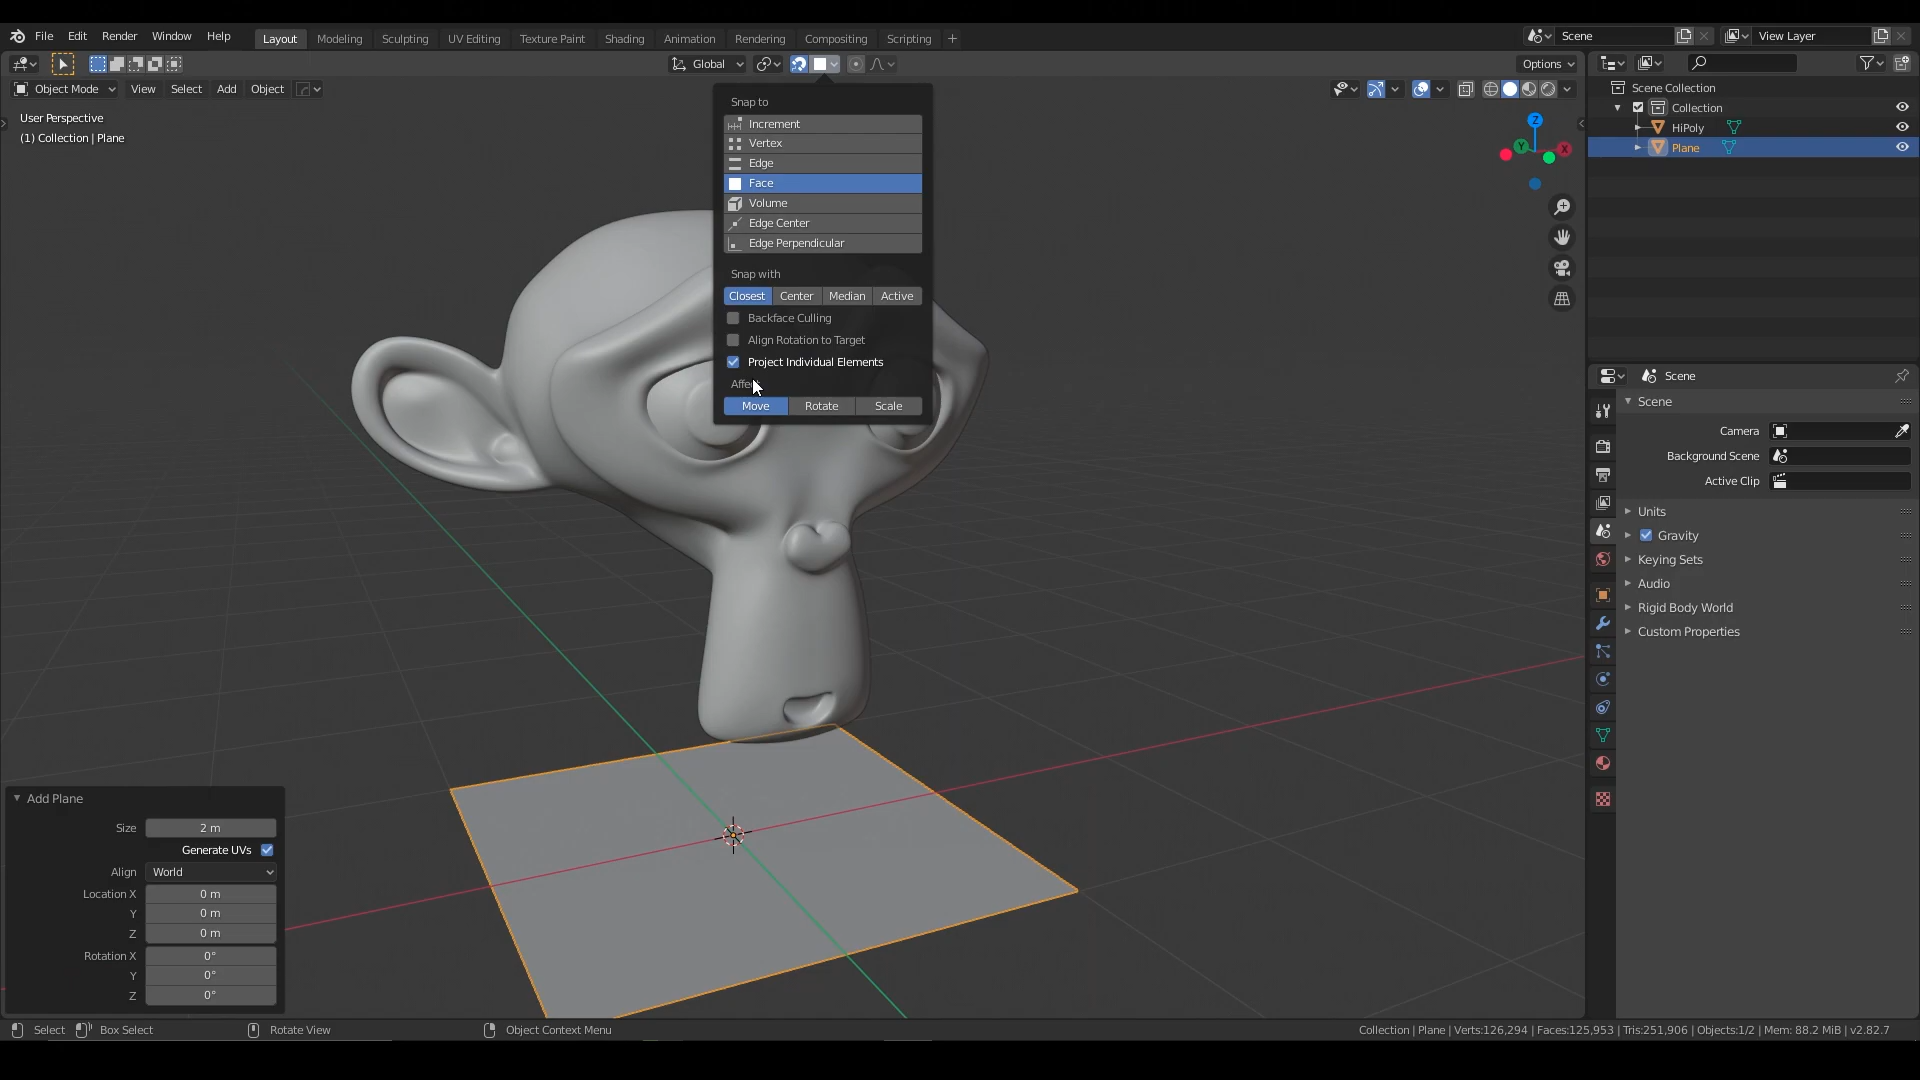 File Edit Render Window Help Layout Modeling Sculpting UV Editing Texture Paint Shading Animation Rendering Compositing Scripting + Scene View Layer
Global Options
Object Mode View Select Add Object
User Perspective
(1) Collection | Plane
Snap to
Increment
Vertex
Edge
Face
Volume
Edge Center
Edge Perpendicular
Snap with
Closest Center Median Active
Backface Culling
Align Rotation to Target
Project Individual Elements
Move Rotate Scale
Z
Y
X
Scene Collection
Collection
HiPoly
Plane
Scene
Scene
Camera
Background Scene
Active Clip
Units
Gravity
Keying Sets
Audio
Rigid Body World
Custom Properties
Add Plane
Size 2 m
Generate UVs
Align World
Location X 0 m
Y 0 m
Z 0 m
Rotation X 0°
Y 0°
Z 0°
Select Box Select Rotate View Object Context Menu Collection | Plane | Verts:126,294 | Faces:125,953 | Tris:251,906 | Objects:1/2 | Mem: 88.2 MiB | v2.82.7